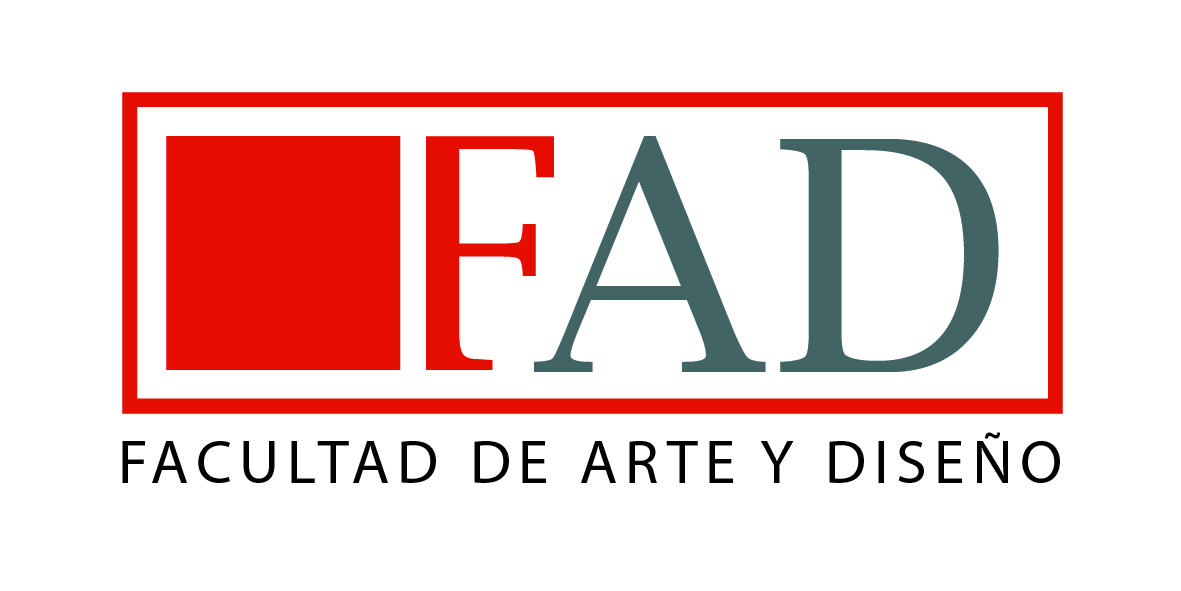 FAD
FACULTAD DE ARTE Y DISEÑO